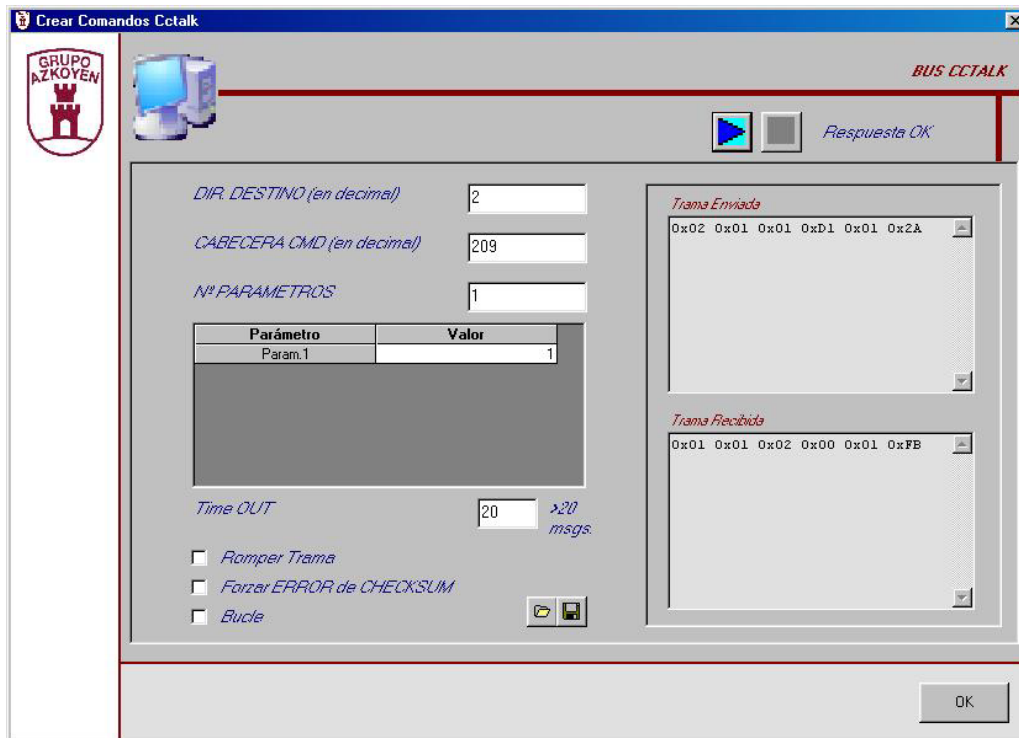 Crear Comandos Cctalk
GRUPO
AZKOYEN
BUS CCTALK
Respuesta OK
DIR. DESTINO (en decimal)
2
CABECERA CMD (en decimal)
209
Nº PARAMETROS
1
Parámetro Valor
Param.1 1
Time OUT
20
>20
msgs.
Romper Trama
Forzar ERROR de CHECKSUM
Bucle
Trama Enviada
0x02 0x01 0x01 0xD1 0x01 0x2A
Trama Recibida
0x01 0x01 0x02 0x00 0x01 0xFB
OK